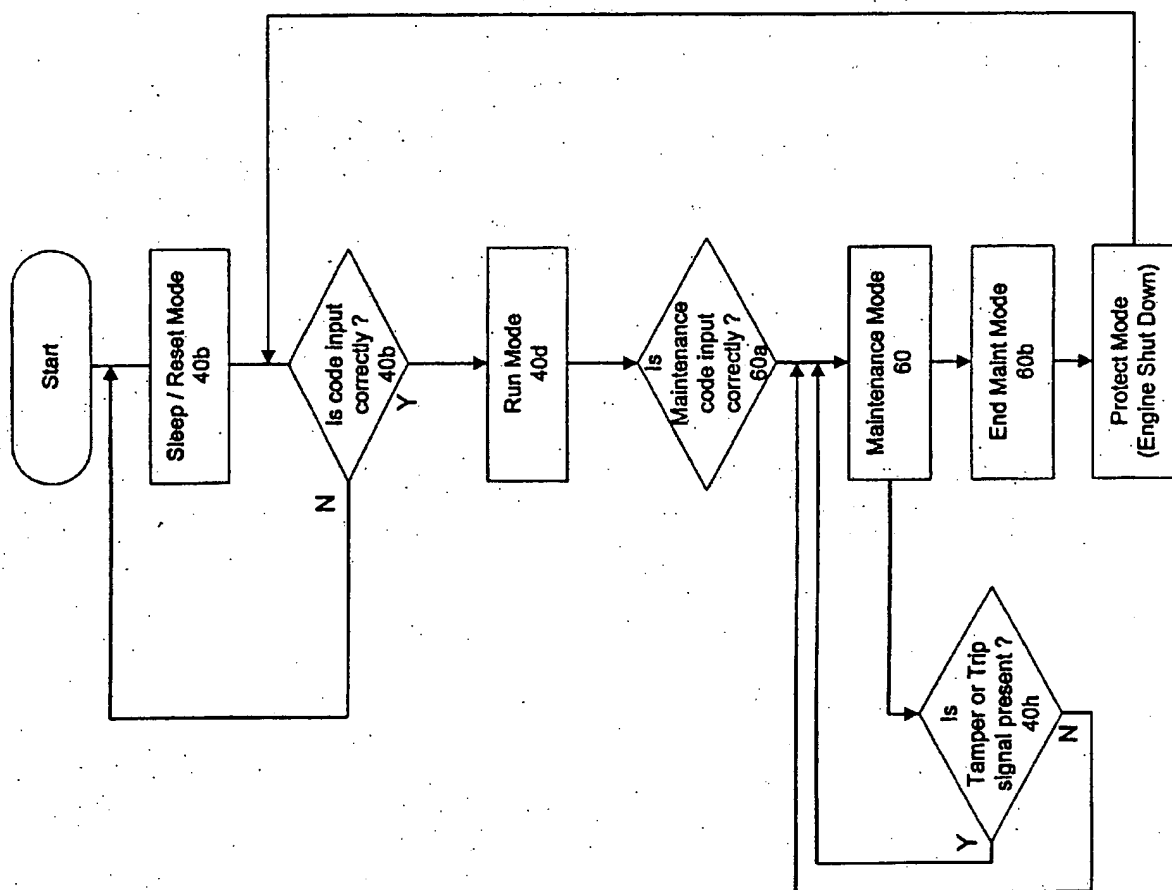 Start
Sleep / Reset Mode
40b
Is code input
correctly ?
40b
N
Y
Run Mode
40d
Is
Maintenance
code input
correctly ?
60a
Maintenance Mode
60
End Maint Mode
60b
Protect Mode
(Engine Shut Down)
Is
Tamper or Trip
signal present ?
40h
Y
N